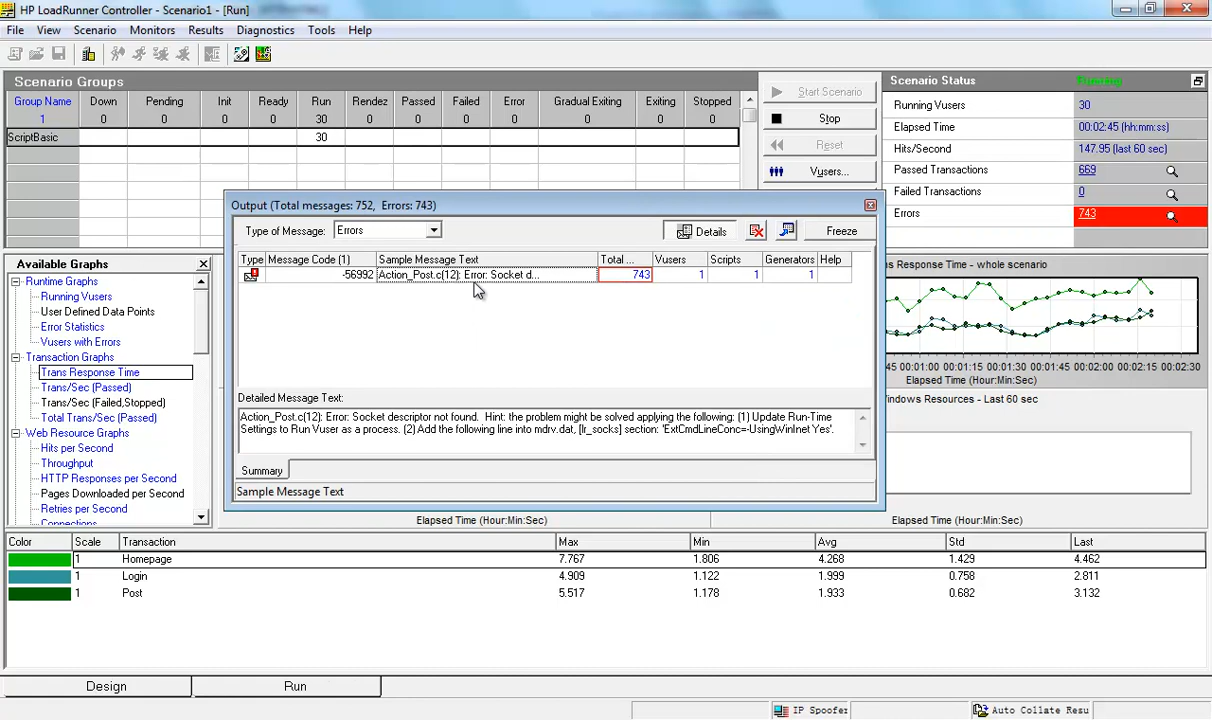 HP LoadRunner Controller - Scenario1 - [Run]
File View Scenario Monitors Results Diagnostics Tools Help
Scenario Groups
Group Name Down Pending Init Ready Run Rendez Passed Failed Error Gradual Exiting Exiting Stopped
1 0 0 0 0 30 0 0 0 0 0 0 0
ScriptBasic 30
Start Scenario
Stop
Reset
Vusers...
Scenario Status Running
Running Vusers 30
Elapsed Time 00:02:45 (hh:mm:ss)
Hits/Second 147.95 (last 60 sec)
Passed Transactions 669
Failed Transactions 0
Errors 743
Output (Total messages: 752, Errors: 743)
Type of Message: Errors Details Freeze
Type Message Code (1) Sample Message Text Total ... Vusers Scripts Generators Help
-56992 Action_Post.c(12): Error: Socket d... 743 1 1 1
Detailed Message Text:
Action_Post.c(12): Error: Socket descriptor not found. Hint: the problem might be solved applying the following: (1) Update Run-Time
Settings to Run Vuser as a process. (2) Add the following line into mdrv.dat, [lr_socks] section: 'ExtCmdLineConc=-UsingWinInet Yes'.
Summary
Sample Message Text
Available Graphs
Runtime Graphs
Running Vusers
User Defined Data Points
Error Statistics
Vusers with Errors
Transaction Graphs
Trans Response Time
Trans/Sec (Passed)
Trans/Sec (Failed,Stopped)
Total Trans/Sec (Passed)
Web Resource Graphs
Hits per Second
Throughput
HTTP Responses per Second
Pages Downloaded per Second
Retries per Second
Connections
s Response Time - whole scenario
45 00:01:00 00:01:15 00:01:30 00:01:45 00:02:00 00:02:15 00:02:30
Elapsed Time (Hour:Min:Sec)
indows Resources - Last 60 sec
Elapsed Time (Hour:Min:Sec) Elapsed Time (Hour:Min:Sec)
Color Scale Transaction Max Min Avg Std Last
1 Homepage 7.767 1.806 4.268 1.429 4.462
1 Login 4.909 1.122 1.999 0.758 2.811
1 Post 5.517 1.178 1.933 0.682 3.132
Design Run
IP Spoofer Auto Collate Resu